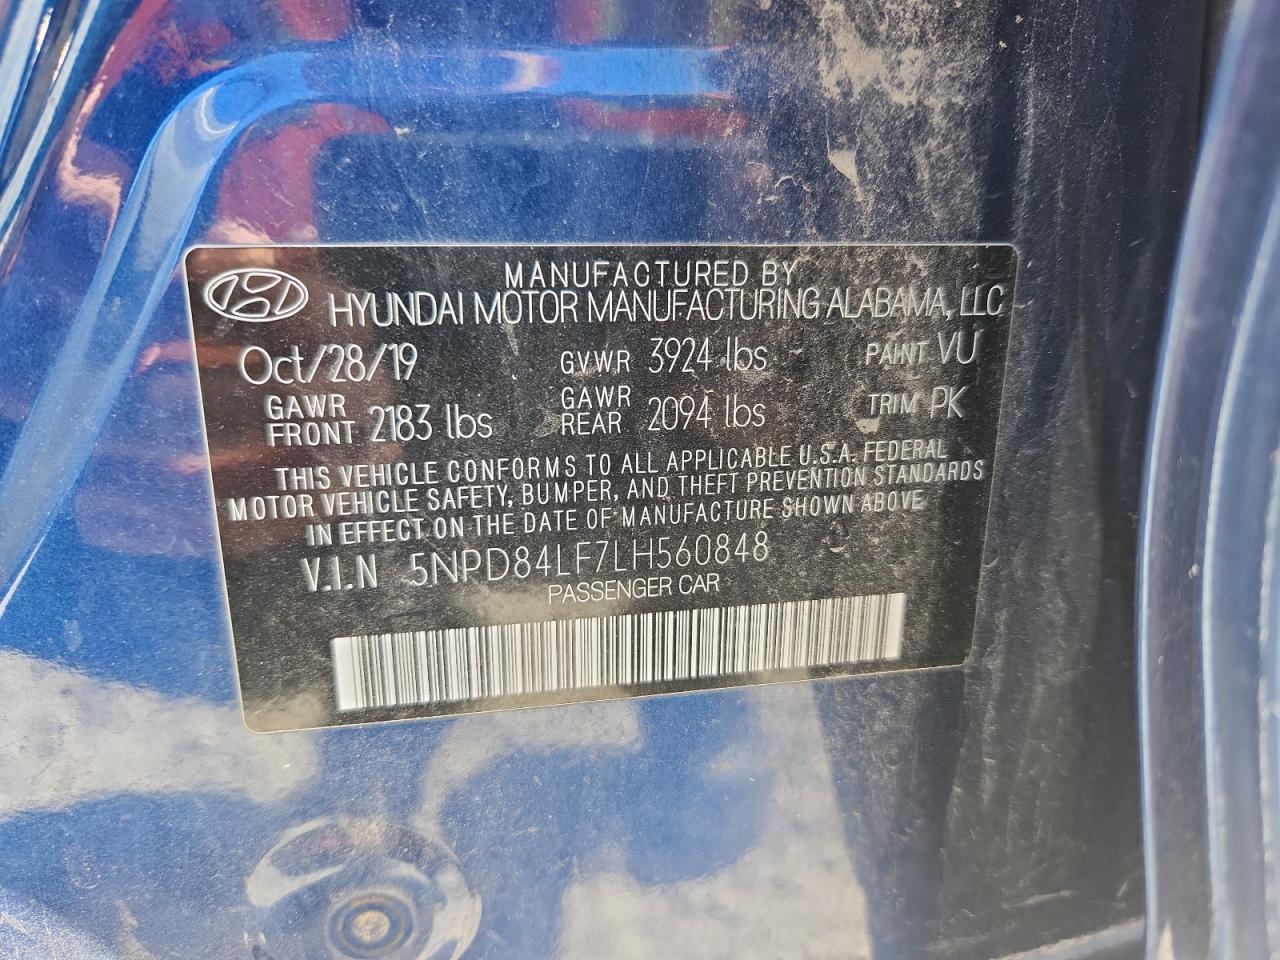 MANUFACTURED BY
HYUNDAI MOTOR MANUFACTURING ALABAMA, LLC
Oct/28/19 GVWR 3924 lbs PAINT VU
GAWR FRONT 2183 lbs GAWR REAR 2094 lbs TRIM PK
THIS VEHICLE CONFORMS TO ALL APPLICABLE U.S.A. FEDERAL
MOTOR VEHICLE SAFETY, BUMPER, AND THEFT PREVENTION STANDARDS
IN EFFECT ON THE DATE OF MANUFACTURE SHOWN ABOVE
V.I.N 5NPD84LF7LH560848
PASSENGER CAR